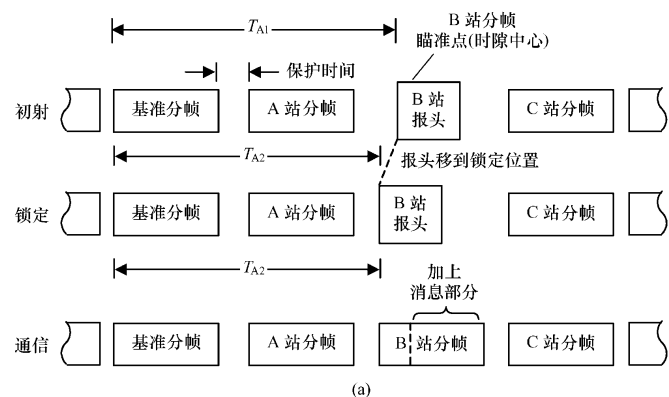 T_A1
B 站分帧
瞄准点(时隙中心)
保护时间
初射
基准分帧
A 站分帧
B 站
报头
C 站分帧
T_A2
报头移到锁定位置
锁定
基准分帧
A 站分帧
B 站
报头
C 站分帧
T_A2
加上
消息部分
通信
基准分帧
A 站分帧
B 站分帧
C 站分帧
(a)